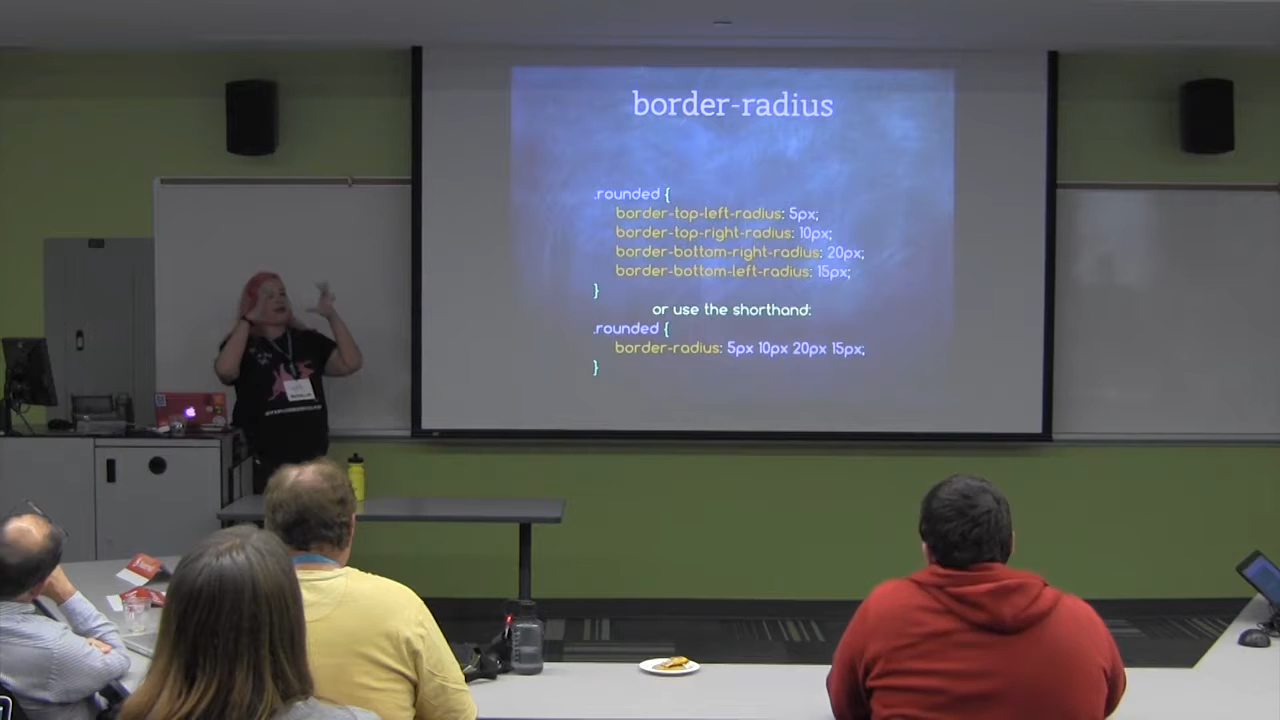 border-radius
.rounded {
border-top-left-radius: 5px;
border-top-right-radius: 10px;
border-bottom-right-radius: 20px;
border-bottom-left-radius: 15px;
}
or use the shorthand:
.rounded {
border-radius: 5px 10px 20px 15px;
}